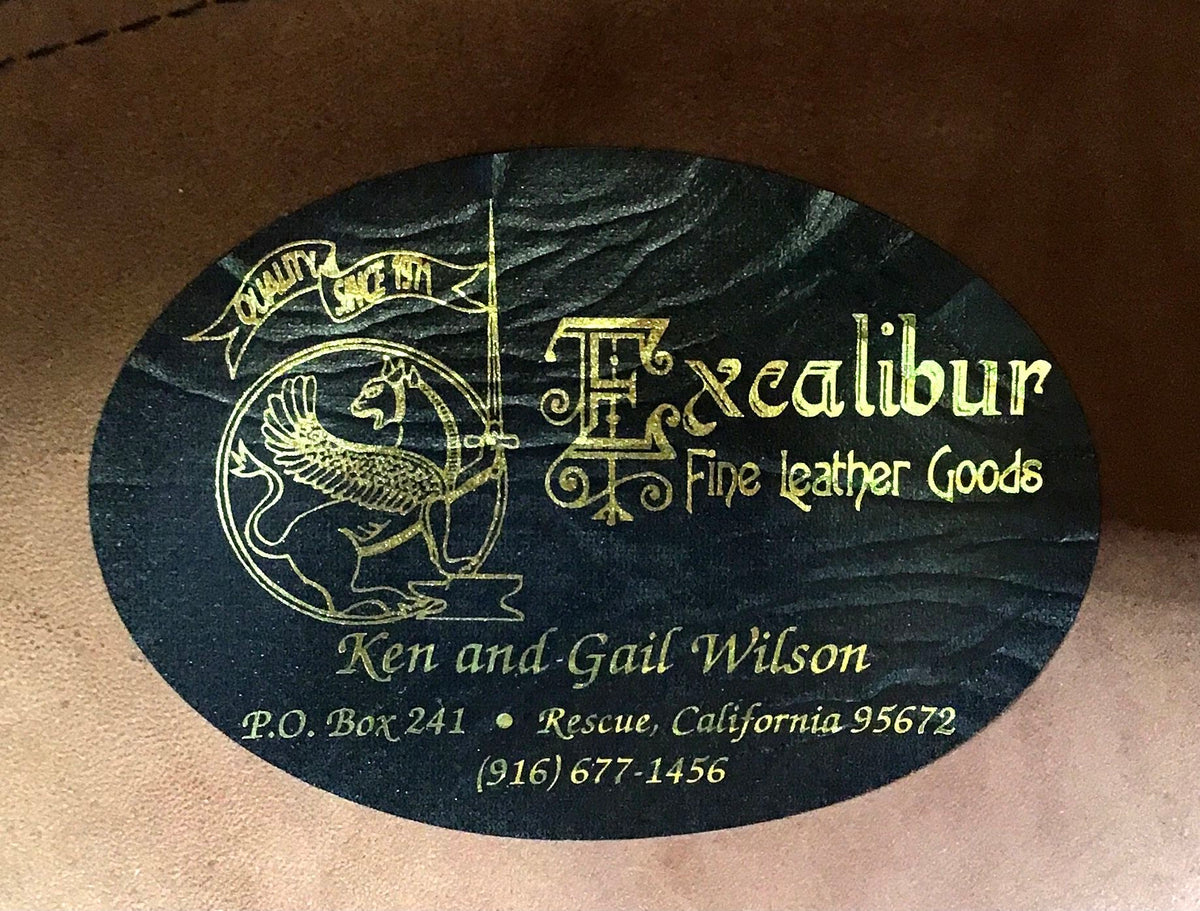 QUALITY SINCE 1971
Excalibur
Fine Leather Goods
Ken and Gail Wilson
P.O. Box 241 • Rescue, California 95672
(916) 677-1456